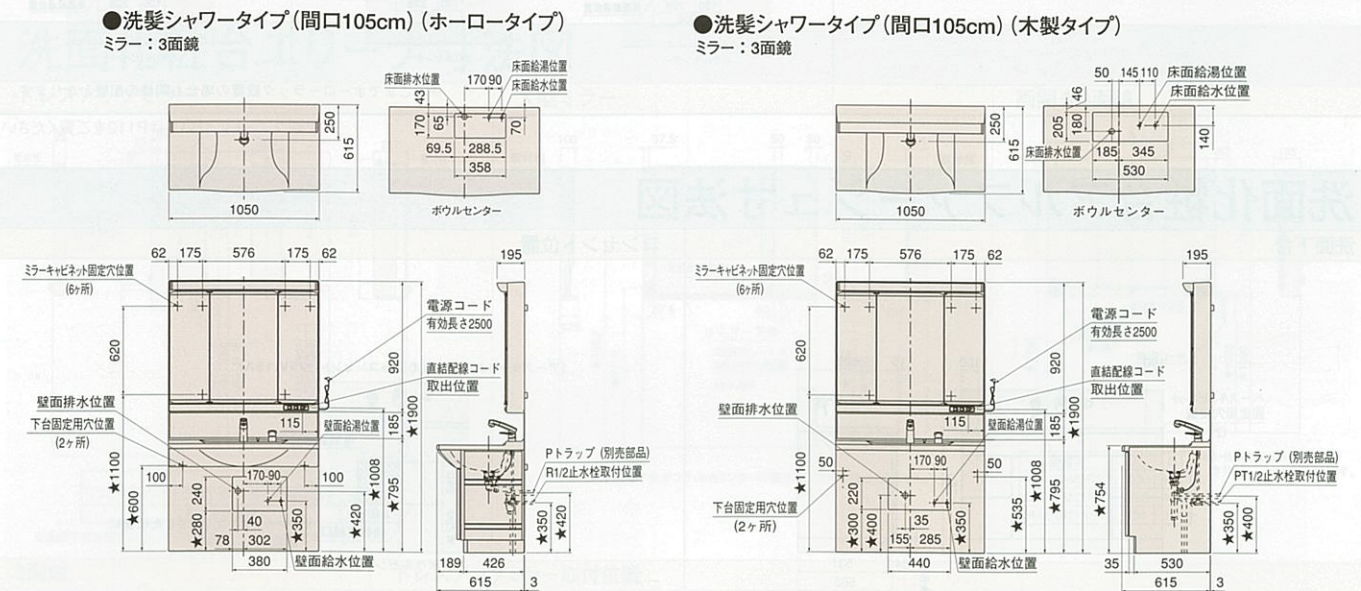 ●洗髪シャワータイプ(間口105cm)(ホーロータイプ)
ミラー:3面鏡
床面排水位置
170 90
床面給湯位置
床面給水位置
43
170
65
70
69.5
288.5
358
250
615
1050
ボウルセンター
62 175 576 175 62
195
ミラーキャビネット固定穴位置
(6ヶ所)
電源コード
有効長さ2500
620
920
直結配線コード
取出位置
★1900
壁面排水位置
下台固定用穴位置
(2ヶ所)
115
壁面給湯位置
185
Pトラップ(別売部品)
R1/2止水栓取付位置
★1100
100
170 90
100
★1008
★795
★600
240
★280
40
★350
★420
★350
★420
78 302
380
壁面給水位置
189 426
615 3
●洗髪シャワータイプ(間口105cm)(木製タイプ)
ミラー:3面鏡
50 145 110
床面給湯位置
床面給水位置
46
205
180
140
床面排水位置
185 345
530
250
615
1050
ボウルセンター
62 175 576 175 62
195
ミラーキャビネット固定穴位置
(6ヶ所)
電源コード
有効長さ2500
620
920
直結配線コード
取出位置
★1900
壁面排水位置
115
壁面給湯位置
185
Pトラップ(別売部品)
PT1/2止水栓取付位置
★1100
50
170 90
50
★1008
★795
★535
★754
下台固定用穴位置
(2ヶ所)
220
★300
★400
35
★350
★350
★400
155 285
440
壁面給水位置
35 530
615 3